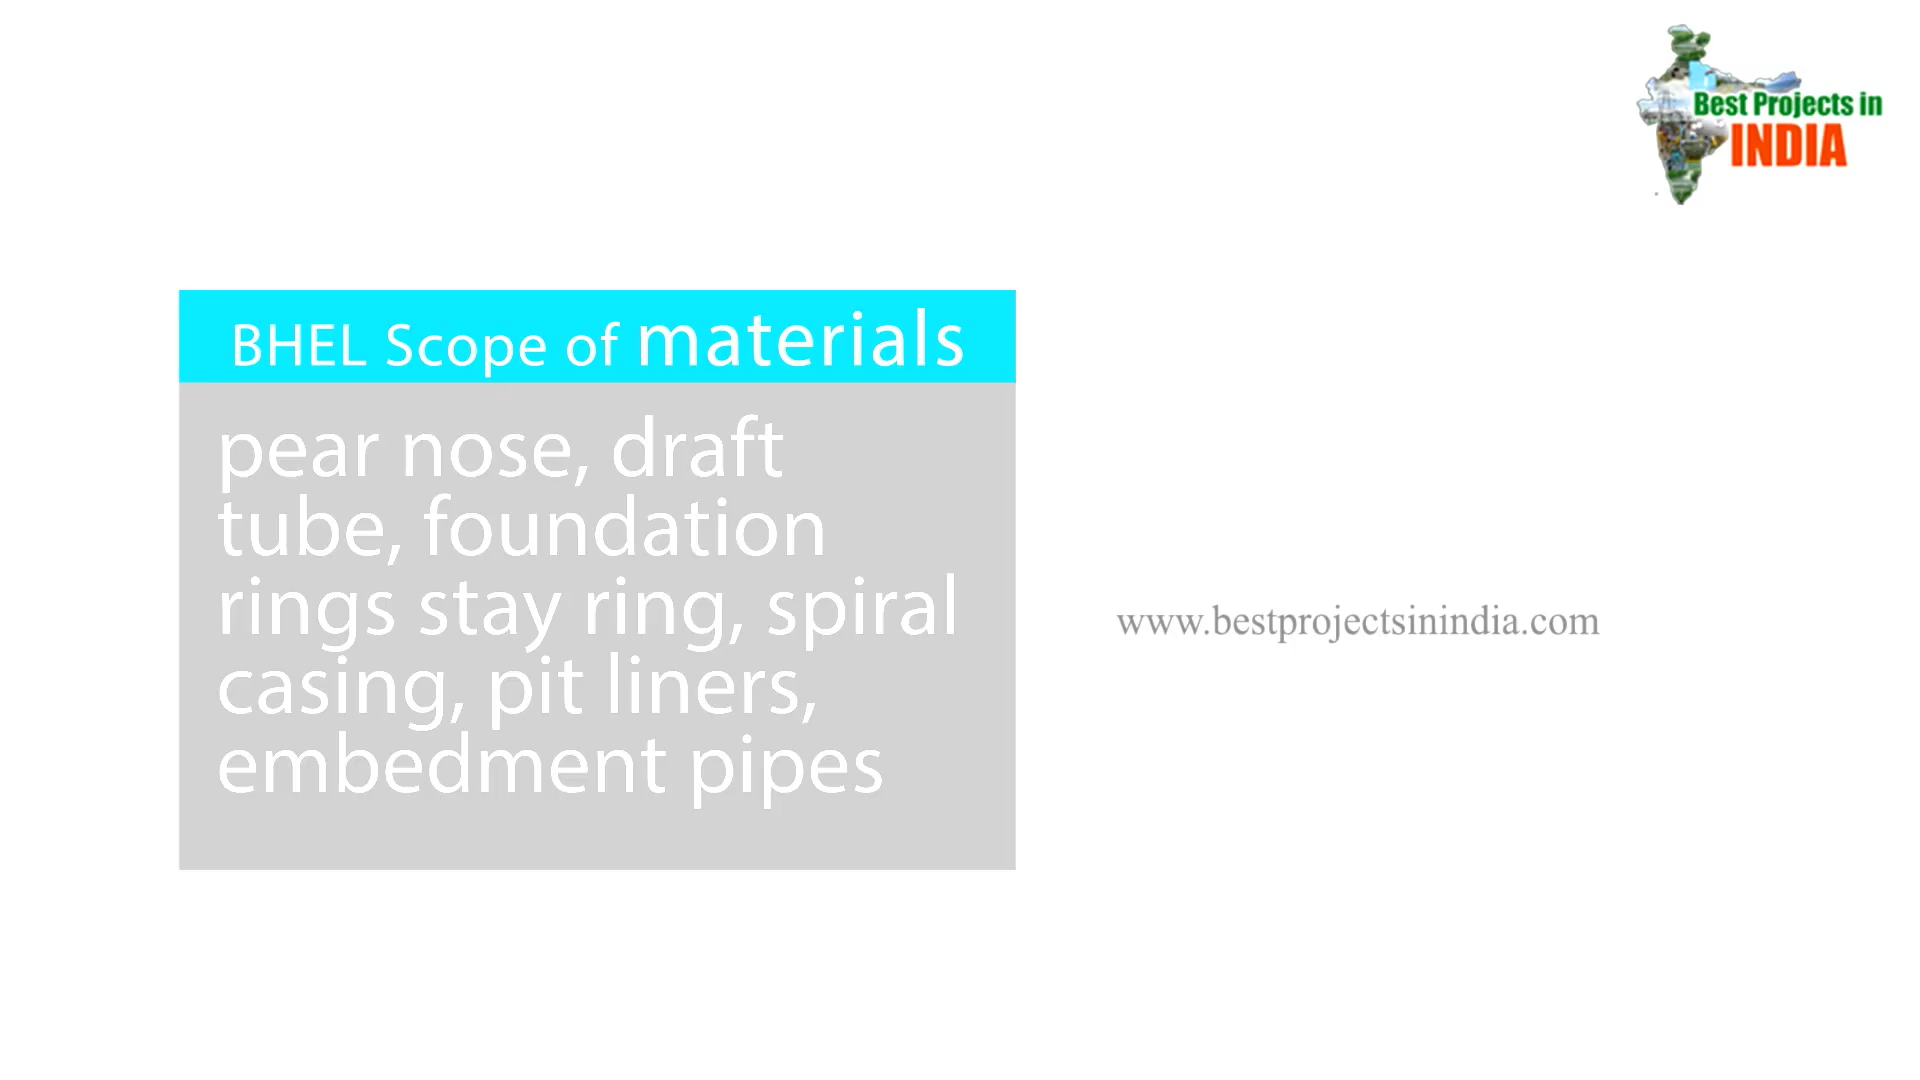 Best Projects in
INDIA
BHEL Scope of materials
pear nose, draft
tube, foundation
rings stay ring, spiral
casing, pit liners,
embedment pipes
www.bestprojectsinindia.com